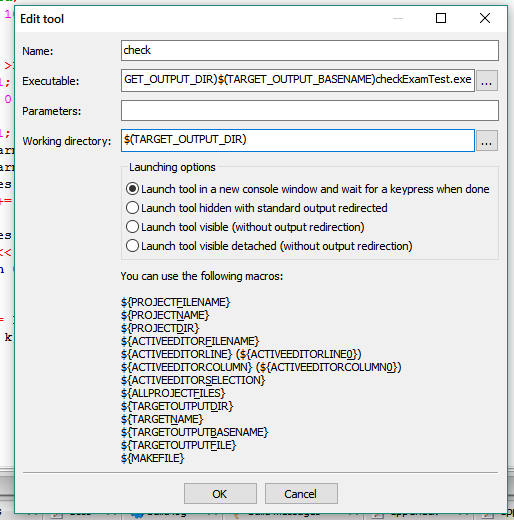 Edit tool
Name:
check
Executable:
GET_OUTPUT_DIR)$(TARGET_OUTPUT_BASENAME)checkExamTest.exe
...
Parameters:
Working directory:
$(TARGET_OUTPUT_DIR)
...
Launching options
Launch tool in a new console window and wait for a keypress when done
Launch tool hidden with standard output redirected
Launch tool visible (without output redirection)
Launch tool visible detached (without output redirection)
You can use the following macros:
${PROJECTFILENAME}
${PROJECTNAME}
${PROJECTDIR}
${ACTIVEEDITORFILENAME}
${ACTIVEEDITORLINE} (${ACTIVEEDITORLINE0})
${ACTIVEEDITORCOLUMN} (${ACTIVEEDITORCOLUMN0})
${ACTIVEEDITORSELECTION}
${ALLPROJECTFILES}
${TARGETOUTPUTDIR}
${TARGETNAME}
${TARGETOUTPUTBASENAME}
${TARGETOUTPUTFILE}
${MAKEFILE}
OK
Cancel